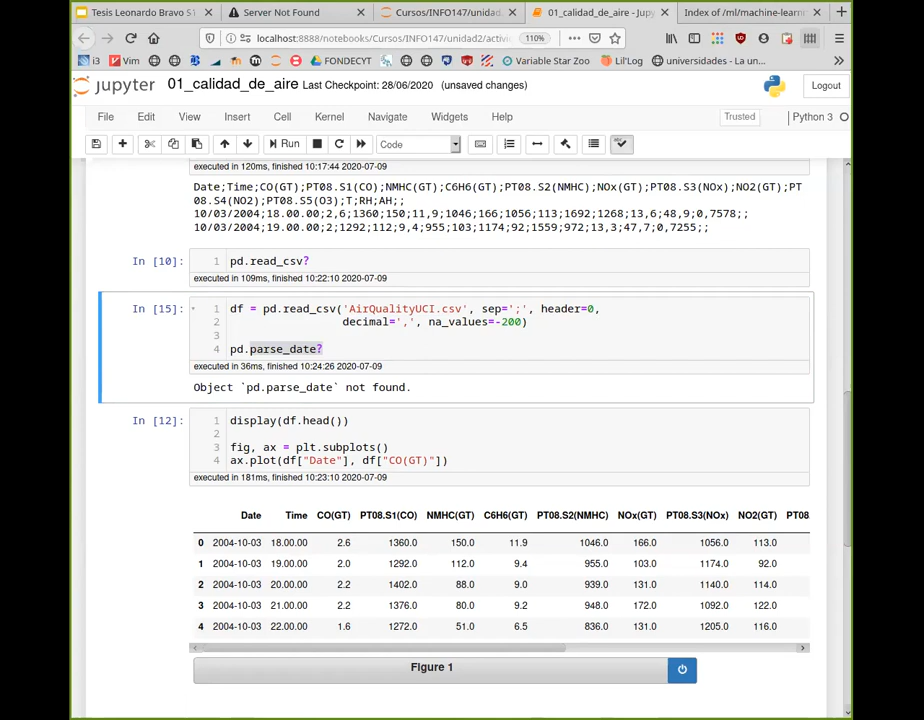 Tesis Leonardo Bravo S1
Server Not Found
Cursos/INFO147/unidad
01_calidad_de_aire - Jupy
Index of /ml/machine-learni
localhost:8888/notebooks/Cursos/INFO147/unidad2/activi
110%
i3
Vim
FONDECYT
Variable Star Zoo
Lil'Log
universidades - La un...
jupyter
01_calidad_de_aire Last Checkpoint: 28/06/2020 (unsaved changes)
Logout
File Edit View Insert Cell Kernel Navigate Widgets Help
Trusted
Python 3
Run
Code
executed in 120ms, finished 10:17:44 2020-07-09
Date;Time;CO(GT);PT08.S1(CO);NMHC(GT);C6H6(GT);PT08.S2(NMHC);NOx(GT);PT08.S3(NOx);NO2(GT);PT
08.S4(NO2);PT08.S5(O3);T;RH;AH;;
10/03/2004;18.00.00;2,6;1360;150;11,9;1046;166;1056;113;1692;1268;13,6;48,9;0,7578;;
10/03/2004;19.00.00;2;1292;112;9,4;955;103;1174;92;1559;972;13,3;47,7;0,7255;;
In [10]:
1 pd.read_csv?
executed in 109ms, finished 10:22:10 2020-07-09
In [15]:
1 df = pd.read_csv('AirQualityUCI.csv', sep=';', header=0,
2 decimal=',', na_values=-200)
3
4 pd.parse_date?
executed in 36ms, finished 10:24:26 2020-07-09
Object `pd.parse_date` not found.
In [12]:
1 display(df.head())
2
3 fig, ax = plt.subplots()
4 ax.plot(df["Date"], df["CO(GT)"])
executed in 181ms, finished 10:23:10 2020-07-09
Date Time CO(GT) PT08.S1(CO) NMHC(GT) C6H6(GT) PT08.S2(NMHC) NOx(GT) PT08.S3(NOx) NO2(GT) PT08.
0 2004-10-03 18.00.00 2.6 1360.0 150.0 11.9 1046.0 166.0 1056.0 113.0
1 2004-10-03 19.00.00 2.0 1292.0 112.0 9.4 955.0 103.0 1174.0 92.0
2 2004-10-03 20.00.00 2.2 1402.0 88.0 9.0 939.0 131.0 1140.0 114.0
3 2004-10-03 21.00.00 2.2 1376.0 80.0 9.2 948.0 172.0 1092.0 122.0
4 2004-10-03 22.00.00 1.6 1272.0 51.0 6.5 836.0 131.0 1205.0 116.0
Figure 1